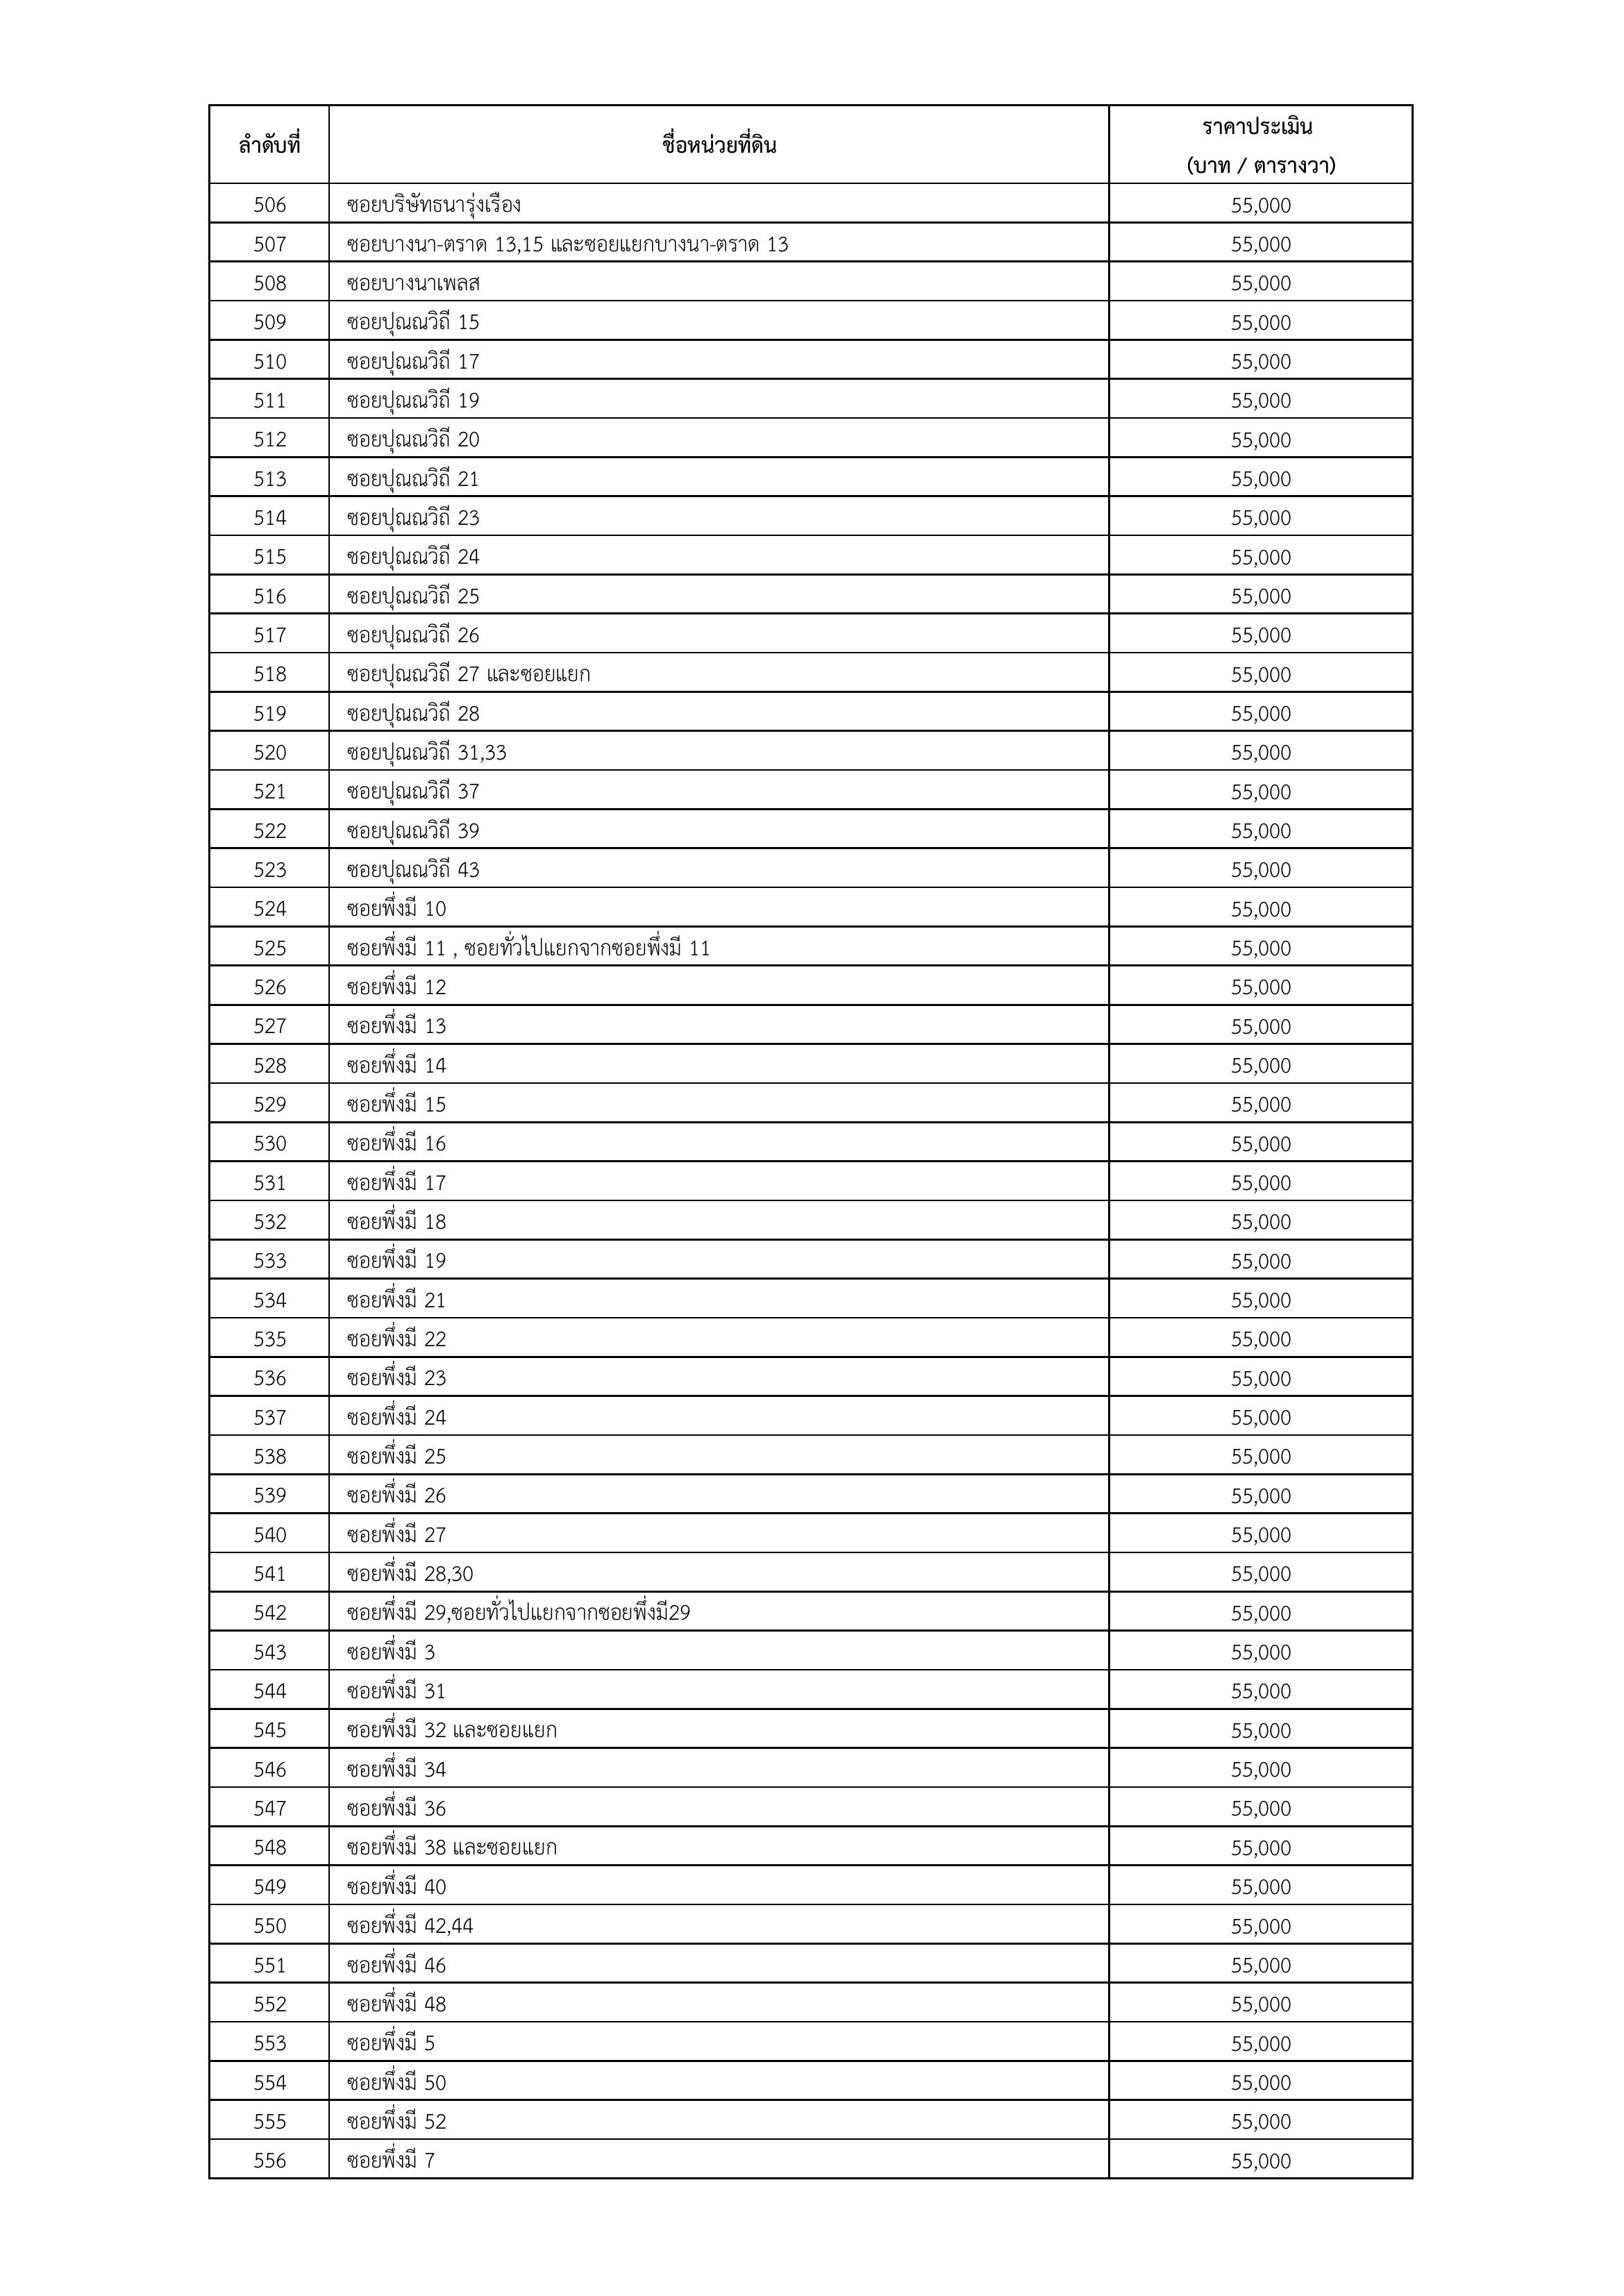 ลำดับที่ ชื่อหน่วยที่ดิน ราคาประเมิน
(บาท / ตารางวา)
506 ซอยบริษัทธนารุ่งเรือง 55,000
507 ซอยบางนา-ตราด 13,15 และซอยแยกบางนา-ตราด 13 55,000
508 ซอยบางนาเพลส 55,000
509 ซอยปุณณวิถี 15 55,000
510 ซอยปุณณวิถี 17 55,000
511 ซอยปุณณวิถี 19 55,000
512 ซอยปุณณวิถี 20 55,000
513 ซอยปุณณวิถี 21 55,000
514 ซอยปุณณวิถี 23 55,000
515 ซอยปุณณวิถี 24 55,000
516 ซอยปุณณวิถี 25 55,000
517 ซอยปุณณวิถี 26 55,000
518 ซอยปุณณวิถี 27 และซอยแยก 55,000
519 ซอยปุณณวิถี 28 55,000
520 ซอยปุณณวิถี 31,33 55,000
521 ซอยปุณณวิถี 37 55,000
522 ซอยปุณณวิถี 39 55,000
523 ซอยปุณณวิถี 43 55,000
524 ซอยพึ่งมี 10 55,000
525 ซอยพึ่งมี 11 , ซอยทั่วไปแยกจากซอยพึ่งมี 11 55,000
526 ซอยพึ่งมี 12 55,000
527 ซอยพึ่งมี 13 55,000
528 ซอยพึ่งมี 14 55,000
529 ซอยพึ่งมี 15 55,000
530 ซอยพึ่งมี 16 55,000
531 ซอยพึ่งมี 17 55,000
532 ซอยพึ่งมี 18 55,000
533 ซอยพึ่งมี 19 55,000
534 ซอยพึ่งมี 21 55,000
535 ซอยพึ่งมี 22 55,000
536 ซอยพึ่งมี 23 55,000
537 ซอยพึ่งมี 24 55,000
538 ซอยพึ่งมี 25 55,000
539 ซอยพึ่งมี 26 55,000
540 ซอยพึ่งมี 27 55,000
541 ซอยพึ่งมี 28,30 55,000
542 ซอยพึ่งมี 29,ซอยทั่วไปแยกจากซอยพึ่งมี29 55,000
543 ซอยพึ่งมี 3 55,000
544 ซอยพึ่งมี 31 55,000
545 ซอยพึ่งมี 32 และซอยแยก 55,000
546 ซอยพึ่งมี 34 55,000
547 ซอยพึ่งมี 36 55,000
548 ซอยพึ่งมี 38 และซอยแยก 55,000
549 ซอยพึ่งมี 40 55,000
550 ซอยพึ่งมี 42,44 55,000
551 ซอยพึ่งมี 46 55,000
552 ซอยพึ่งมี 48 55,000
553 ซอยพึ่งมี 5 55,000
554 ซอยพึ่งมี 50 55,000
555 ซอยพึ่งมี 52 55,000
556 ซอยพึ่งมี 7 55,000